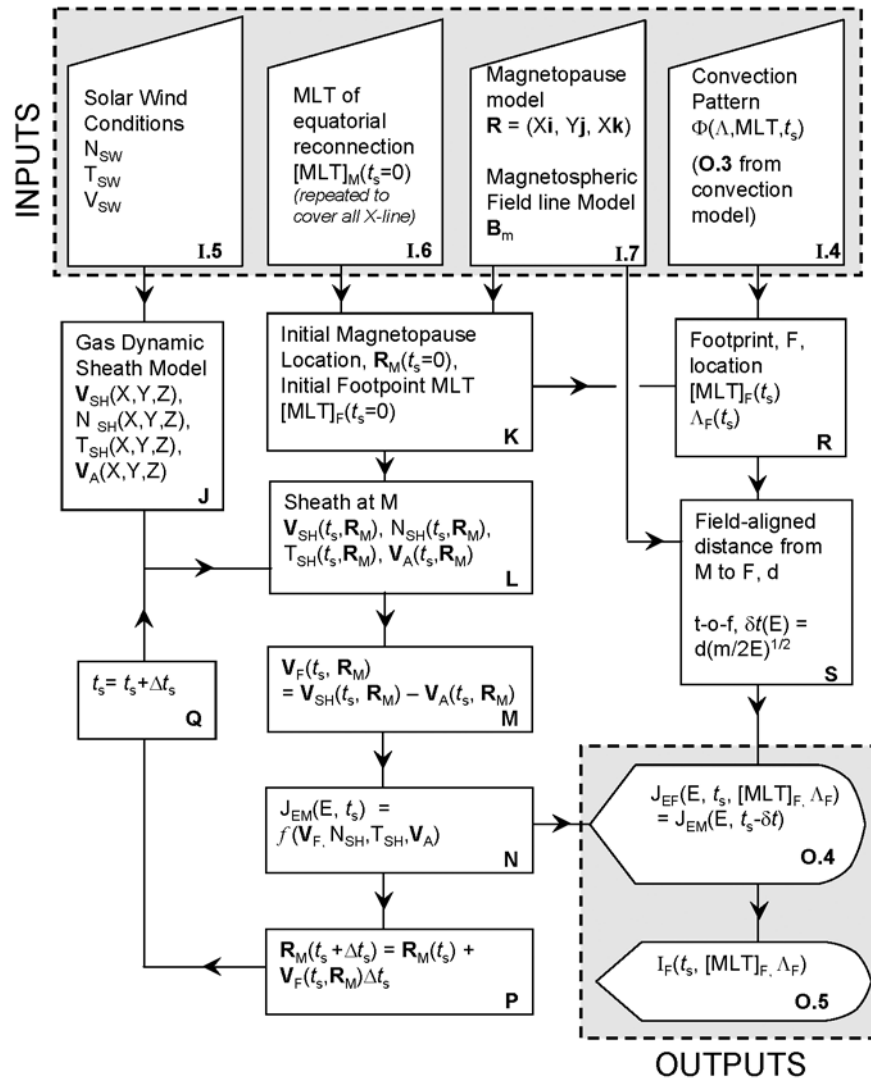 INPUTS
Solar Wind
Conditions
N_SW
T_SW
V_SW
I.5
MLT of
equatorial
reconnection
[MLT]_M(t_s=0)
(repeated to
cover all X-line)
I.6
Magnetopause
model
R = (Xi, Yj, Xk)
Magnetospheric
Field line Model
B_m
I.7
Convection
Pattern
Φ(Λ,MLT,t_s)
(O.3 from
convection
model)
I.4
Gas Dynamic
Sheath Model
V_SH(X,Y,Z),
N_SH(X,Y,Z),
T_SH(X,Y,Z),
V_A(X,Y,Z)
J
Initial Magnetopause
Location, R_M(t_s=0),
Initial Footpoint MLT
[MLT]_F(t_s=0)
K
Footprint, F,
location
[MLT]_F(t_s)
Λ_F(t_s)
R
Sheath at M
V_SH(t_s,R_M), N_SH(t_s,R_M),
T_SH(t_s,R_M), V_A(t_s,R_M)
L
Field-aligned
distance from
M to F, d
t-o-f, δt(E) =
d(m/2E)^1/2
S
t_s= t_s+Δt_s
Q
V_F(t_s, R_M)
= V_SH(t_s, R_M) – V_A(t_s, R_M)
M
J_EM(E, t_s) =
f(V_F, N_SH,T_SH,V_A)
N
J_EF(E, t_s, [MLT]_F, Λ_F)
= J_EM(E, t_s-δt)
O.4
R_M(t_s+Δt_s) = R_M(t_s) +
V_F(t_s,R_M)Δt_s
P
I_F(t_s, [MLT]_F, Λ_F)
O.5
OUTPUTS